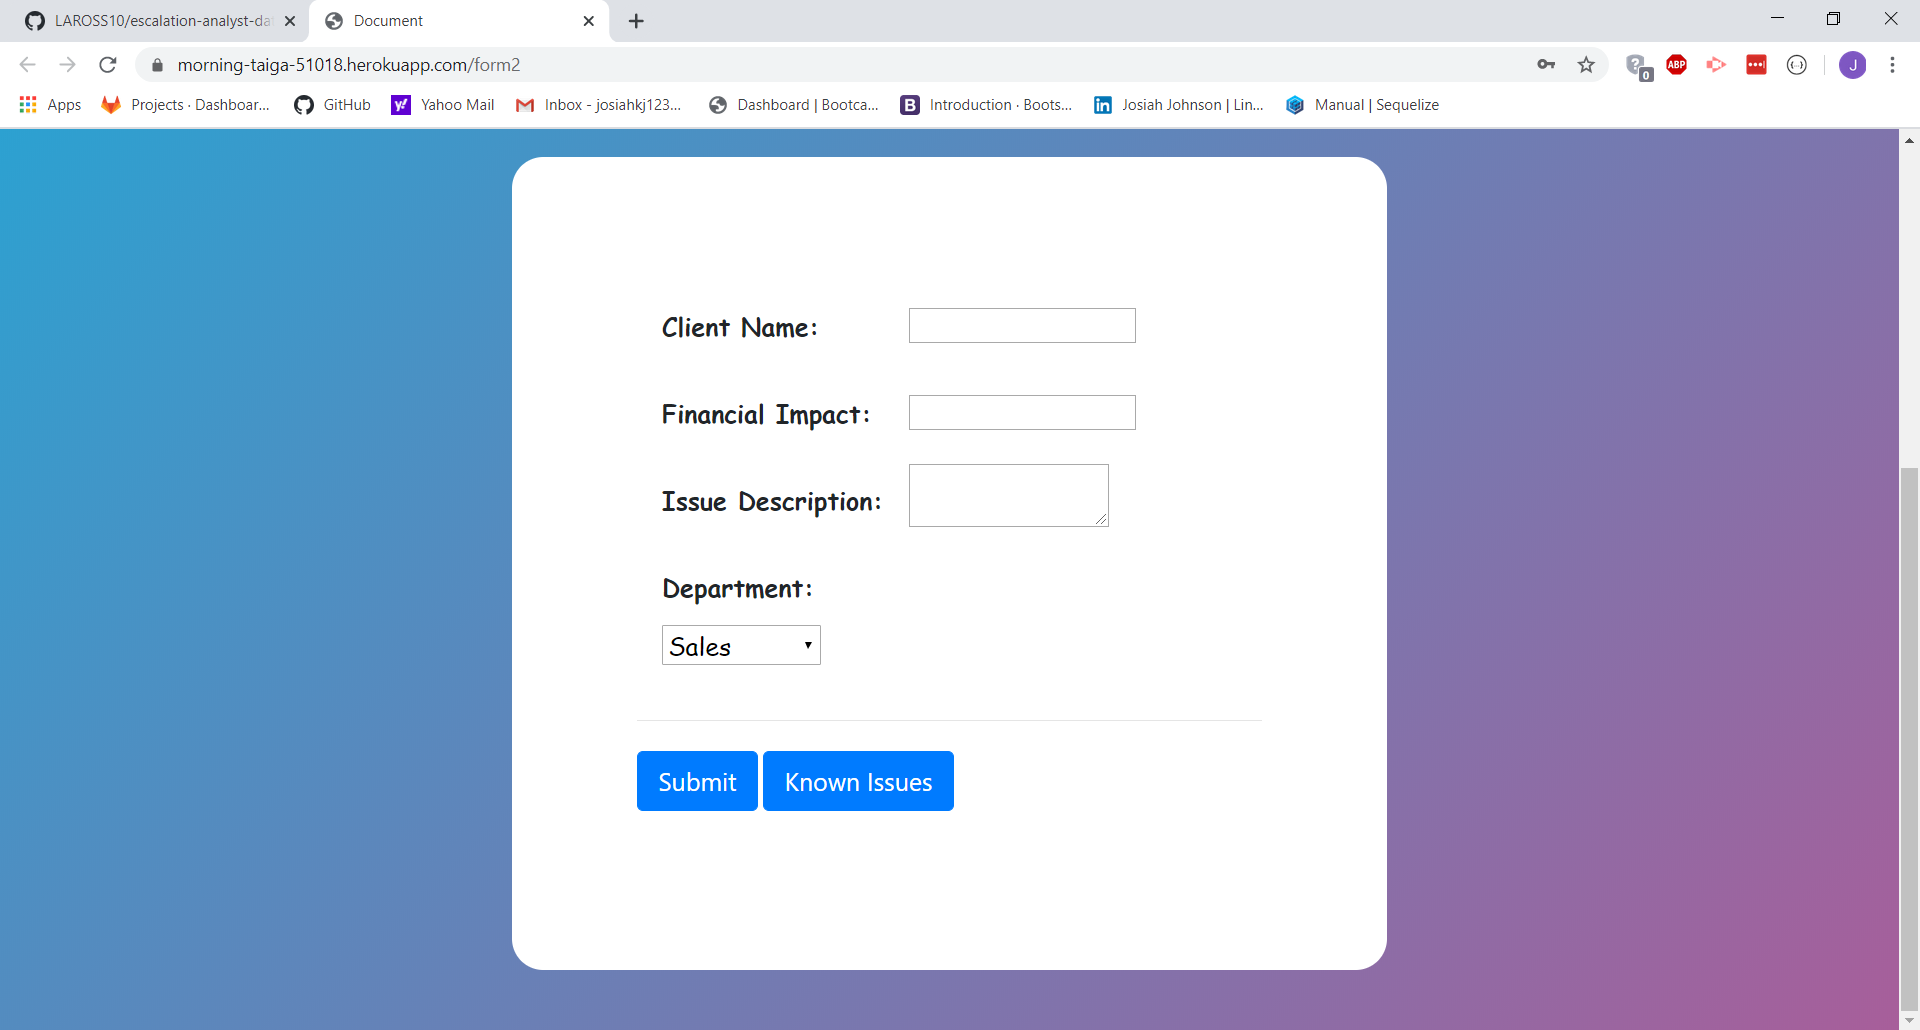 LAROSS10/escalation-analyst-da
Document
morning-taiga-51018.herokuapp.com/form2
0
ABP
J
Apps
Projects · Dashboar...
GitHub
y!
Yahoo Mail
Inbox - josiahkj123...
Dashboard | Bootca...
B
Introduction · Boots...
in
Josiah Johnson | Lin...
Manual | Sequelize
Client Name:
Financial Impact:
Issue Description:
Department:
Sales
Submit
Known Issues